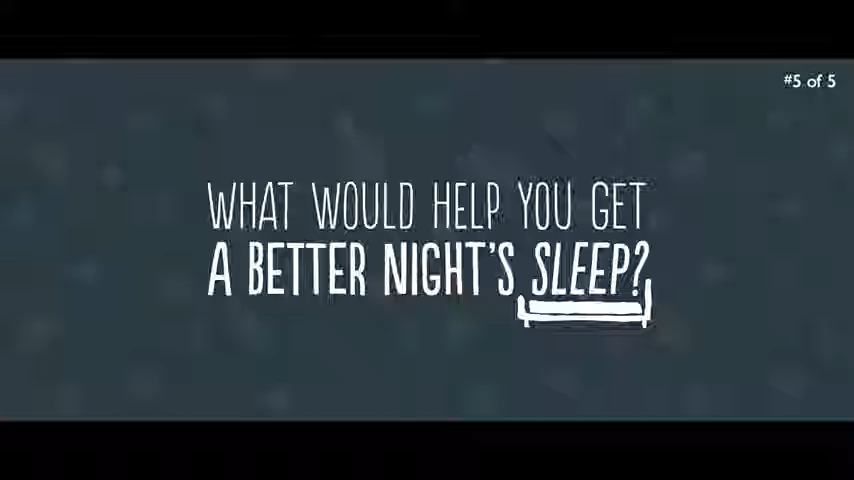 #5 of 5
WHAT WOULD HELP YOU GET
A BETTER NIGHT'S SLEEP?